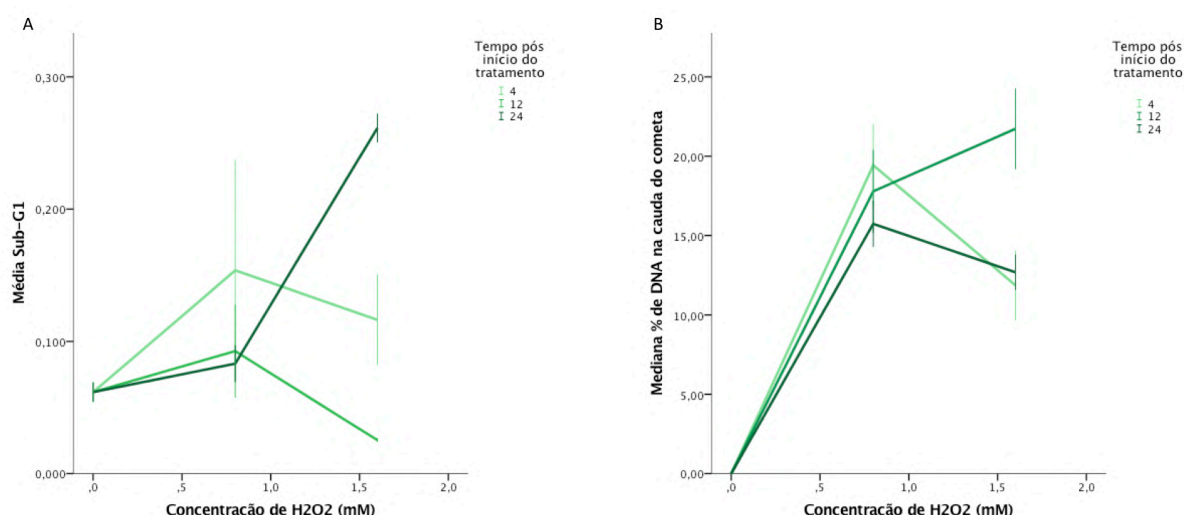 A
Tempo pós
início do
tratamento
4
12
24
Média Sub-G1
0,300
0,200
0,100
0,000
,0
,5
1,0
1,5
2,0
Concentração de H2O2 (mM)
B
Tempo pós
início do
tratamento
4
12
24
Mediana % de DNA na cauda do cometa
25,00
20,00
15,00
10,00
5,00
,00
,0
,5
1,0
1,5
2,0
Concentração de H2O2 (mM)